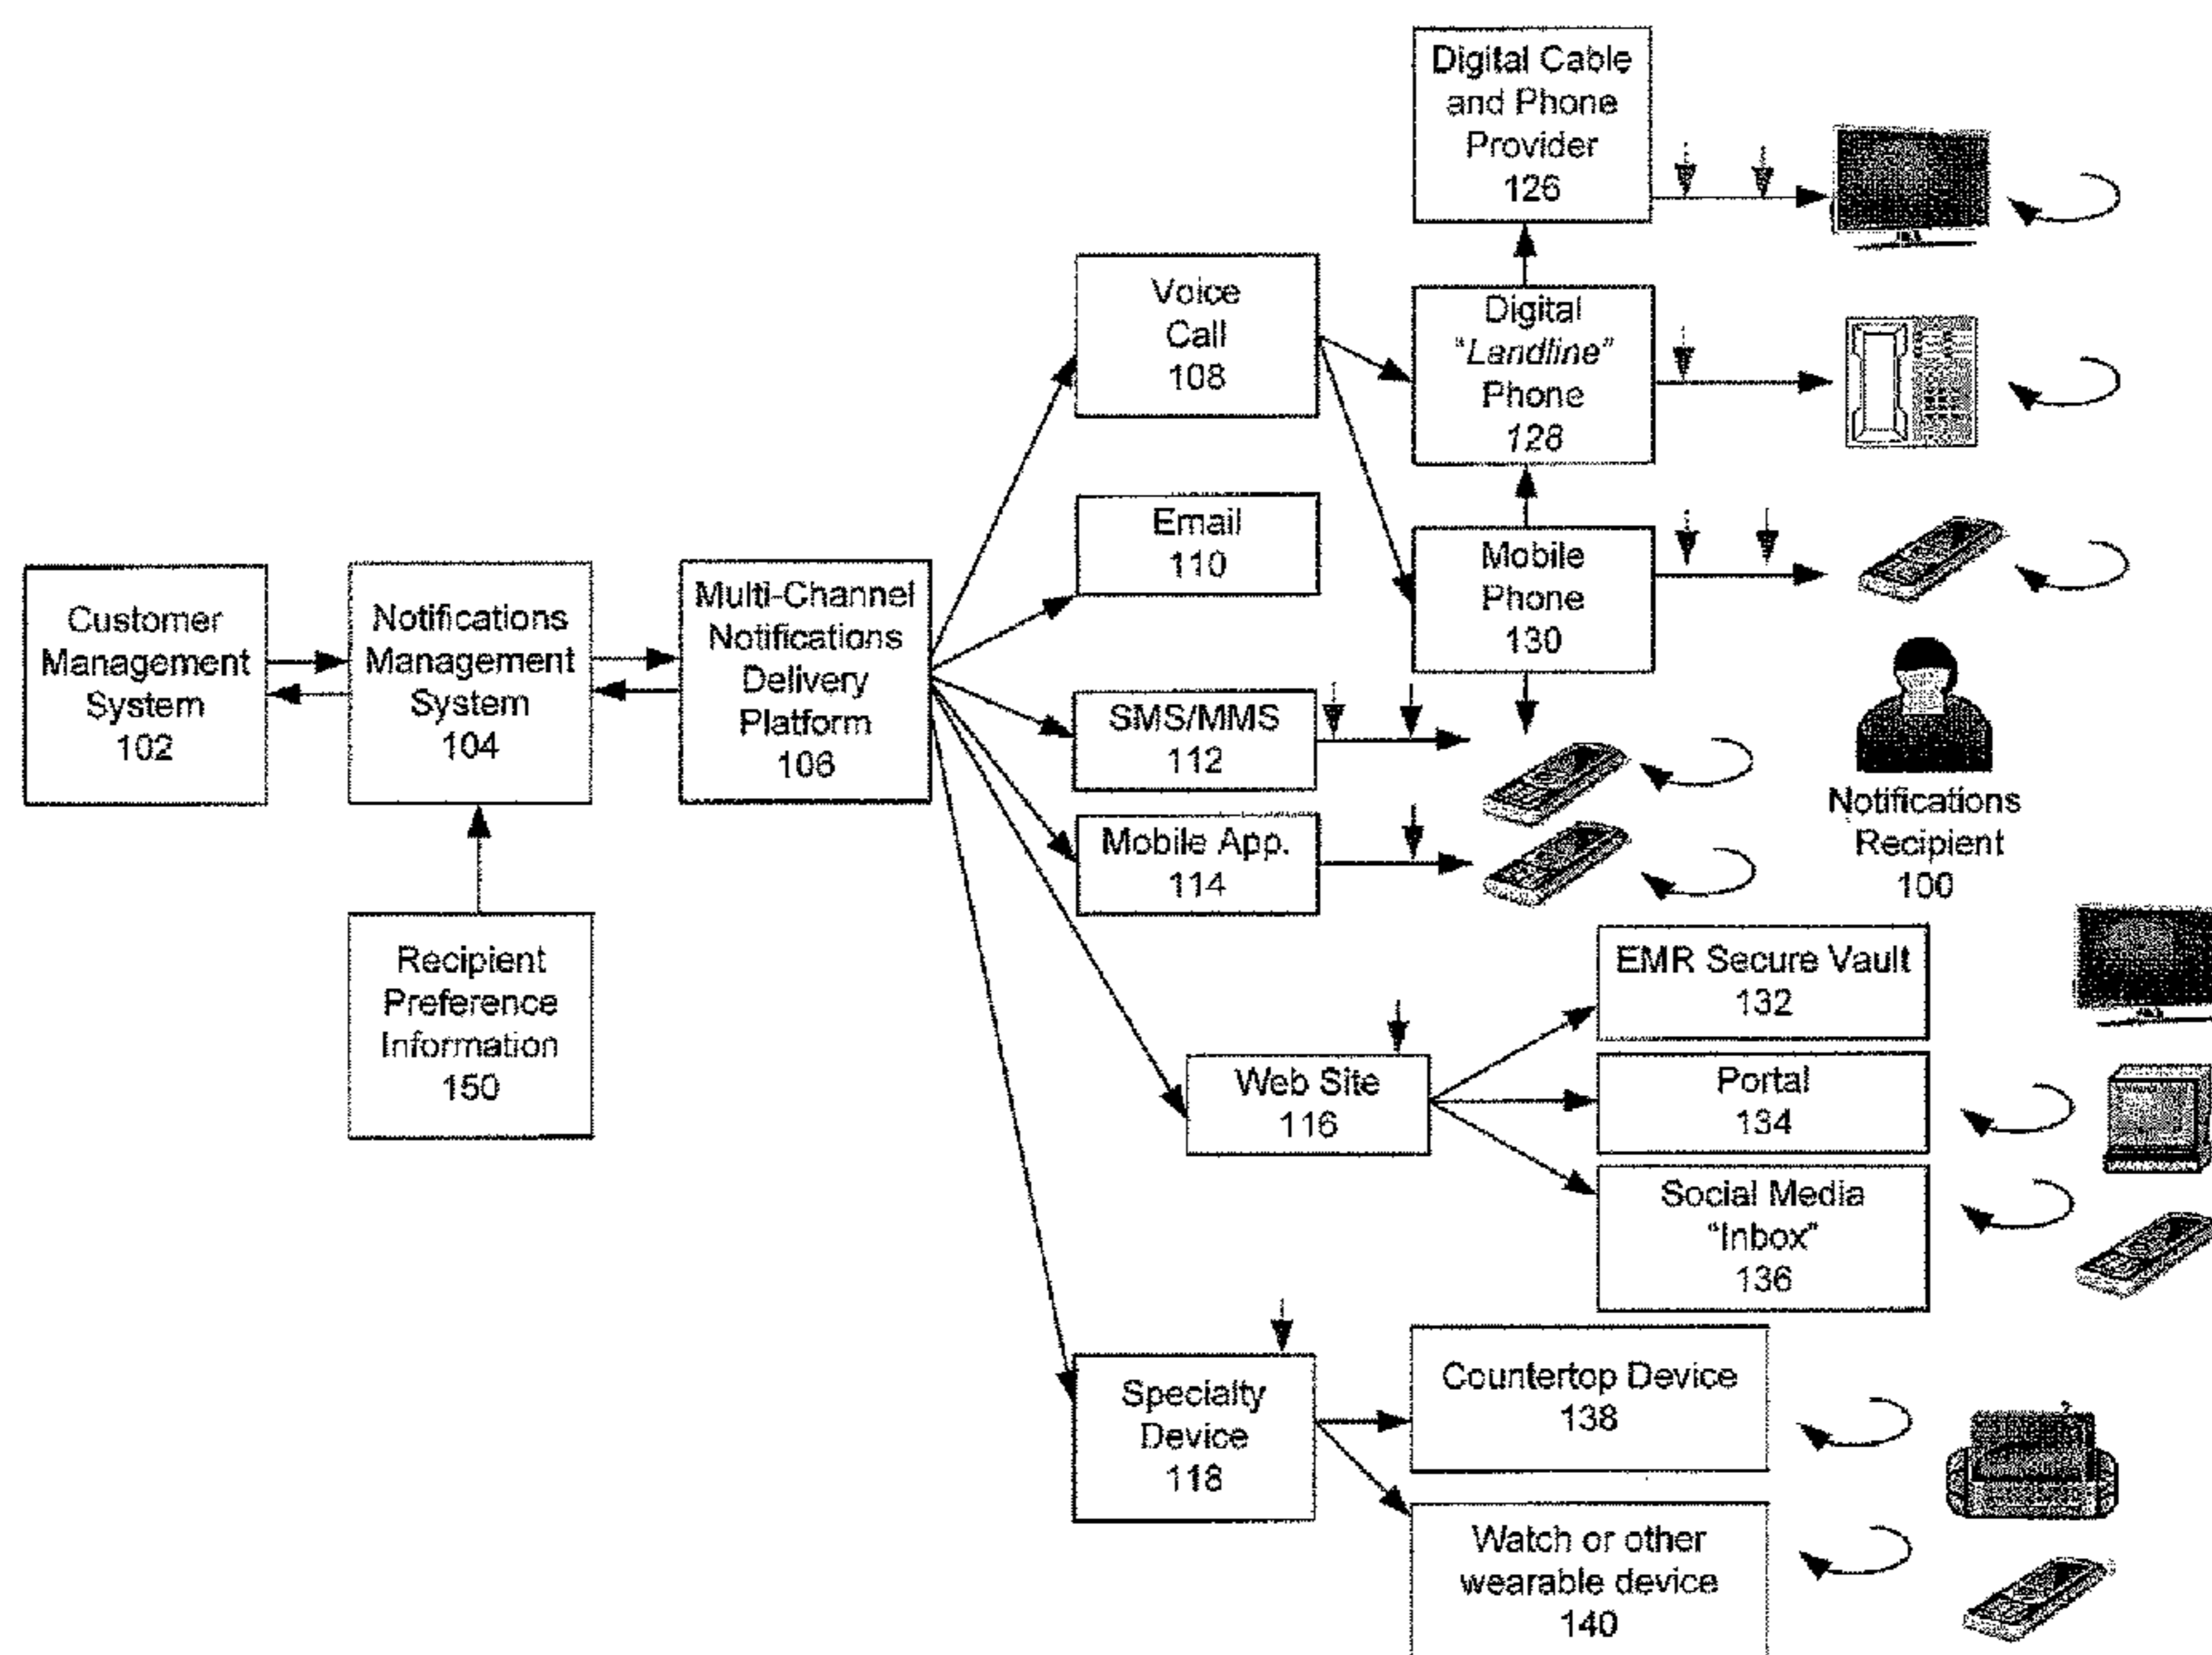 Digital Cable
and Phone
Provider
126
Voice
Call
108
Digital
"Landline"
Phone
128
Email
110
Mobile
Phone
130
Customer
Management
System
102
Notifications
Management
System
104
Multi-Channel
Notifications
Delivery
Platform
106
SMS/MMS
112
Mobile App.
114
Notifications
Recipient
100
Recipient
Preference
Information
150
EMR Secure Vault
132
Web Site
116
Portal
134
Social Media
"Inbox"
136
Specialty
Device
118
Countertop Device
138
Watch or other
wearable device
140